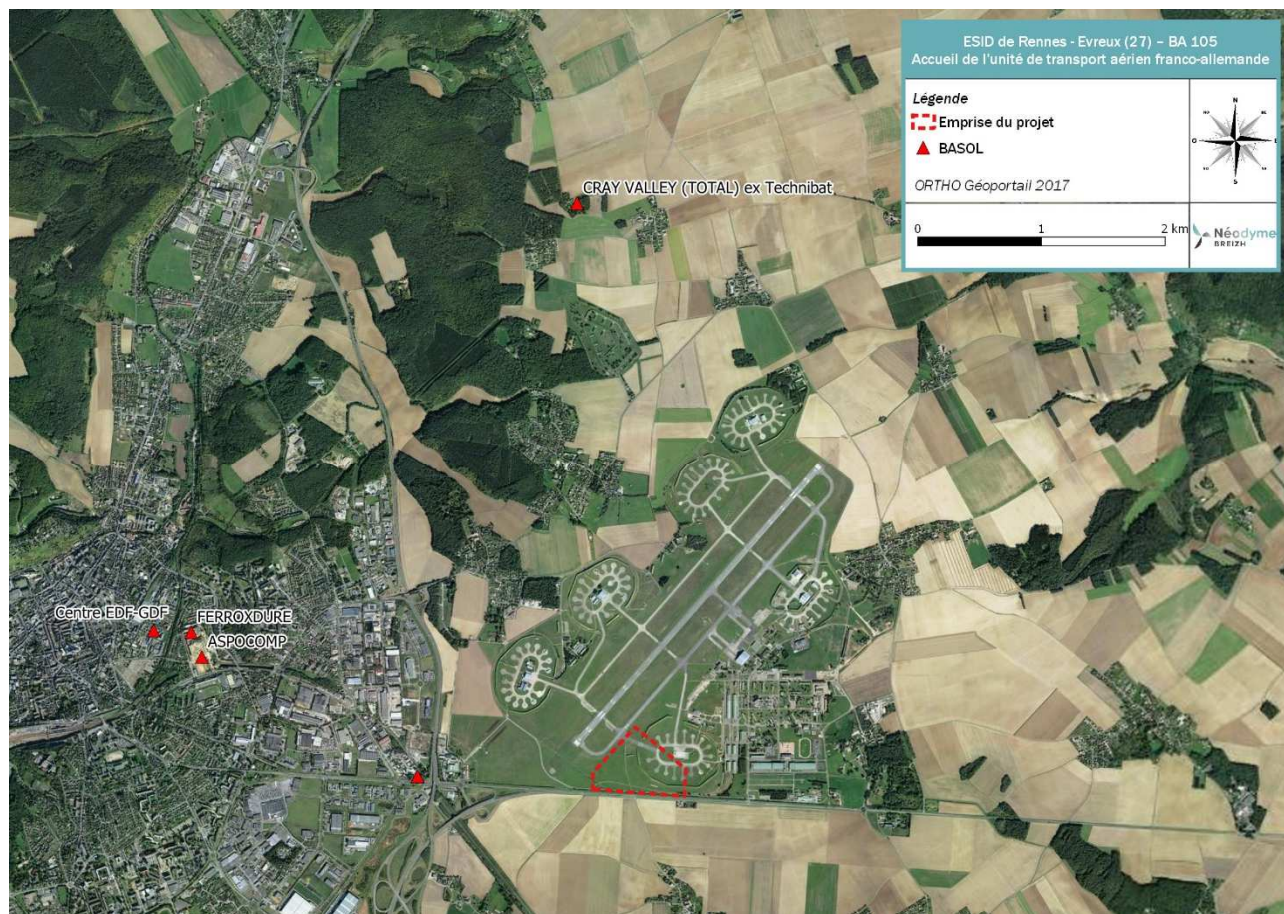 ESID de Rennes - Evreux (27) – BA 105
Accueil de l'unité de transport aérien franco-allemande
Légende
Emprise du projet
BASOL
ORTHO Géoportail 2017
N
G
E
S
0 1 2 km
Néodyme
BREIZH
CRAY VALLEY (TOTAL) ex Technibat
Centre EDF-GDF
FERROXDURE
ASPOCOMP